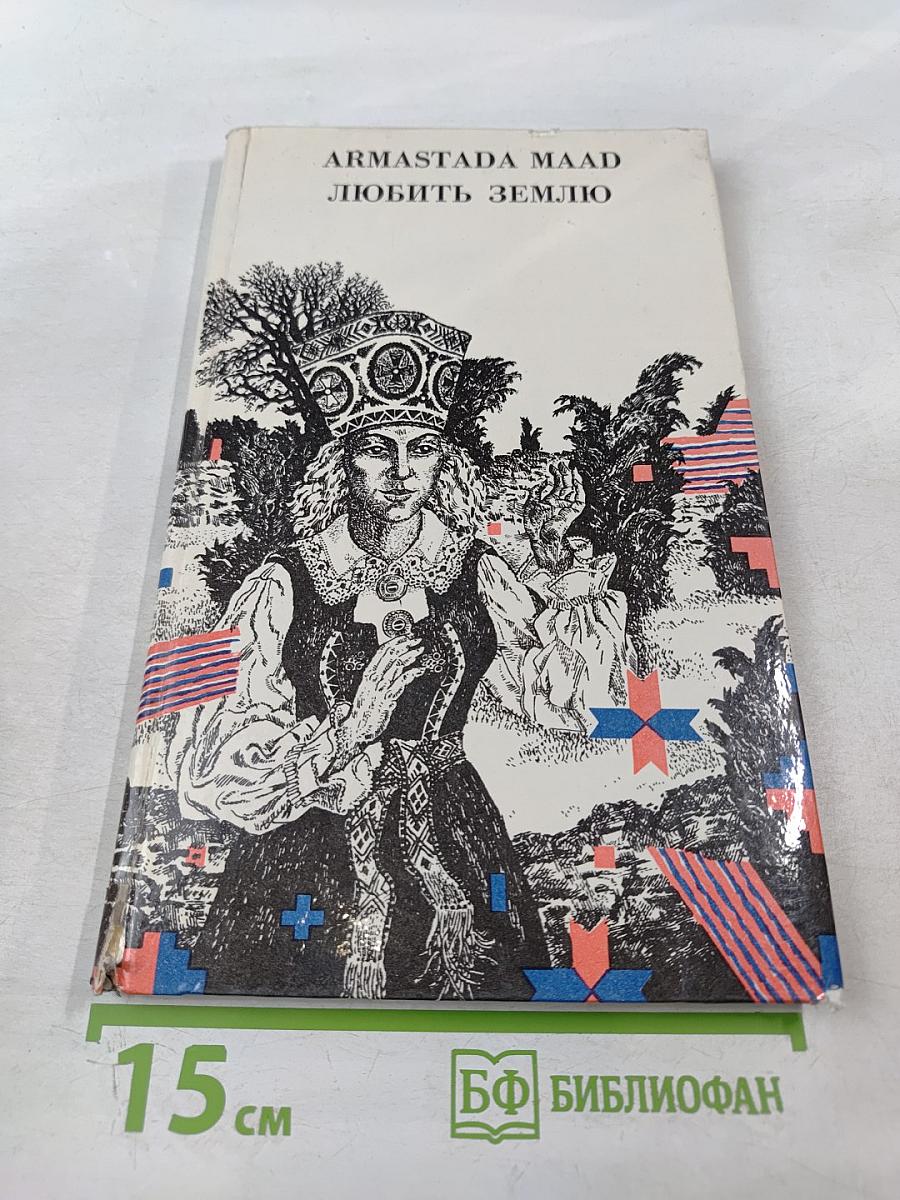 ARMASTADA MAAD
ЛЮБИТЬ ЗЕМЛЮ
15 см
БФ БИБЛИОФАН